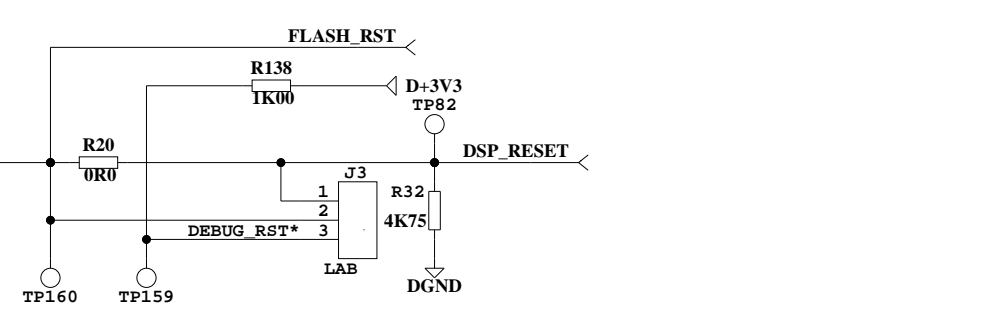 FLASH_RST
R138
1K00
D+3V3
TP82
R20
0R0
DSP_RESET
J3
1
2
3
R32
4K75
DEBUG_RST*
LAB
DGND
TP160
TP159